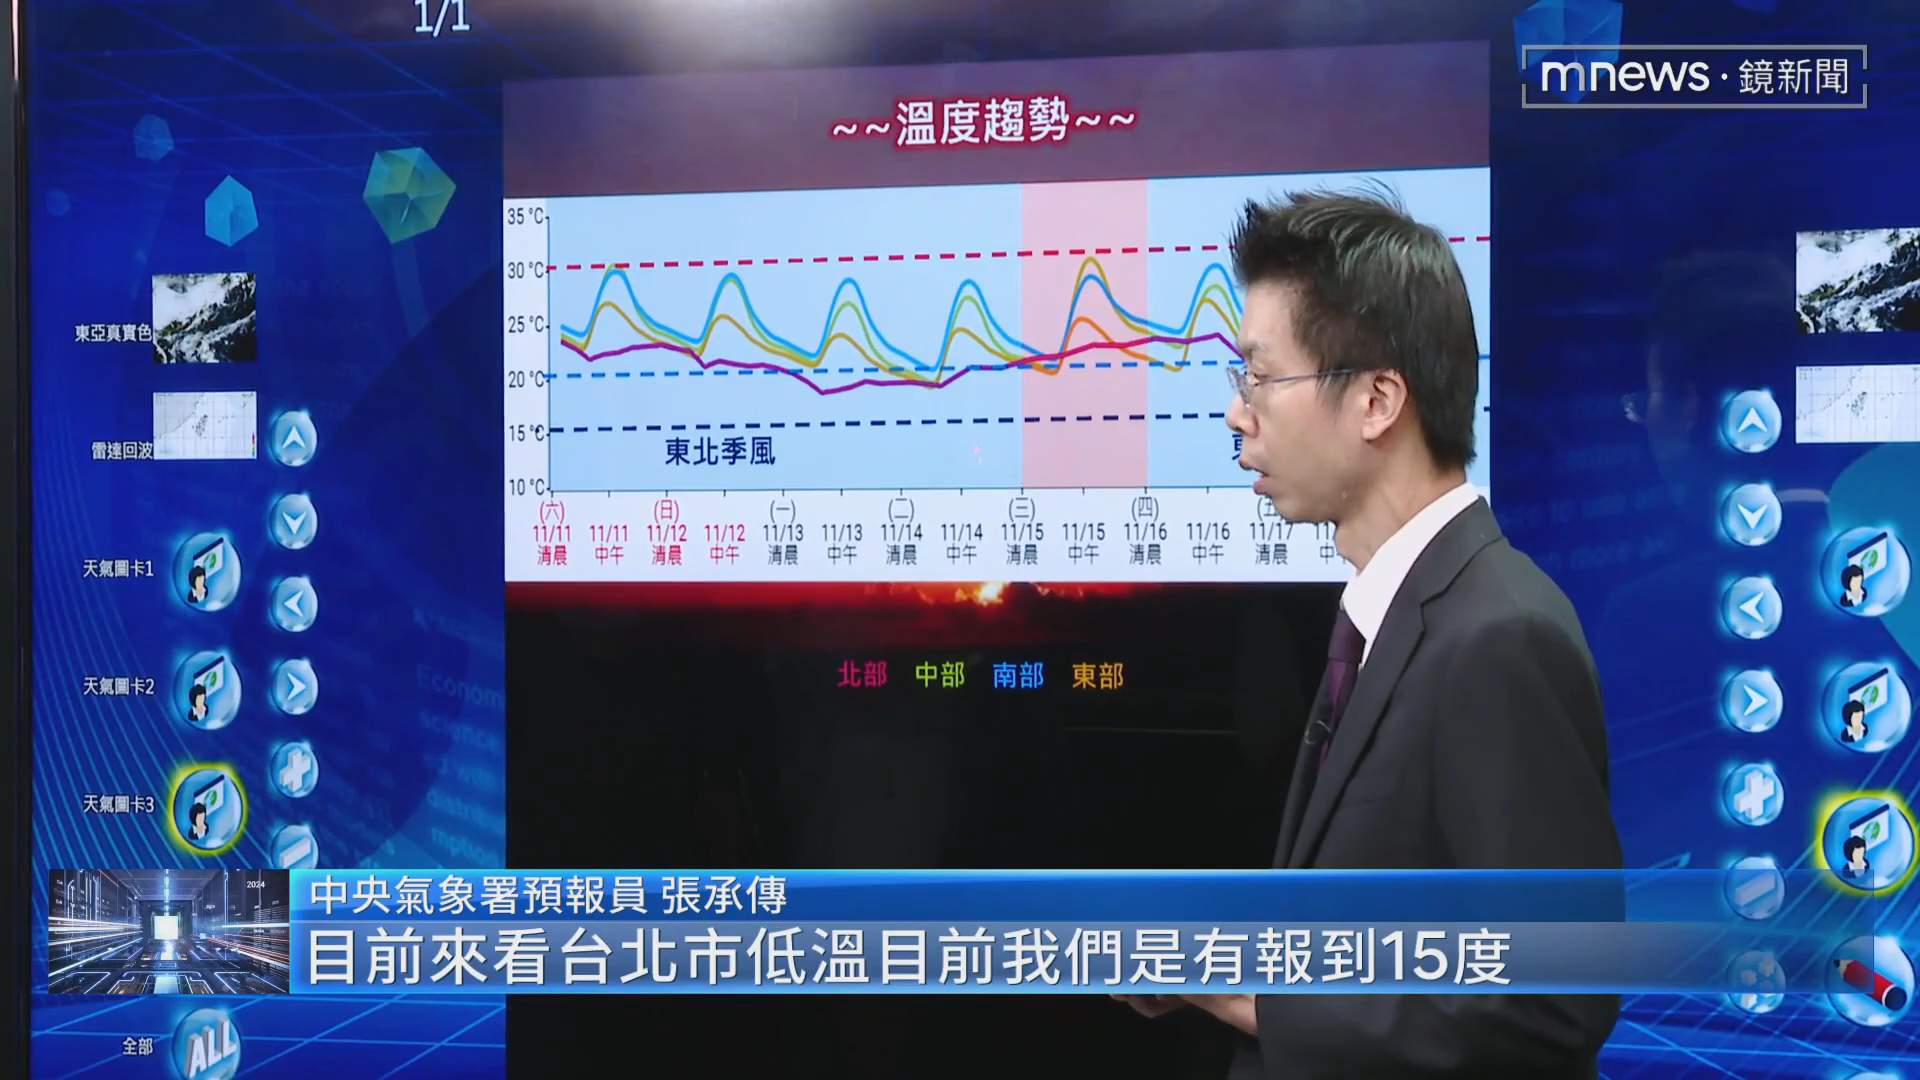 1/1
mnews·鏡新聞
~~溫度趨勢~~
35℃
30℃
25℃
20℃
15℃
10℃
東北季風
(六) (日) (一) (二) (三) (四)
11/11 11/11 11/12 11/12 11/13 11/13 11/14 11/14 11/15 11/15 11/16 11/16 11/17
清晨 中午 清晨 中午 清晨 中午 清晨 中午 清晨 中午 清晨 中午 清晨
北部 中部 南部 東部
東亞真實色
雷達回波
天氣圖卡1
天氣圖卡2
天氣圖卡3
2024
中央氣象署預報員 張承傳
目前來看台北市低溫目前我們是有報到15度
全部
ALL